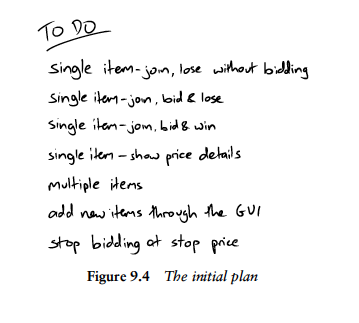 TO DO
single item-join, lose without bidding
single item-join, bid & lose
single item-join, bid & win
single item - show price details
multiple items
add new items through the GUI
stop bidding at stop price
Figure 9.4 The initial plan